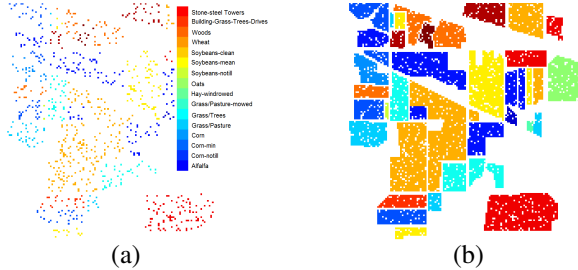 Stone-steel Towers
Building-Grass-Trees-Drives
Woods
Wheat
Soybeans-clean
Soybeans-mean
Soybeans-notill
Oats
Hay-windrowed
Grass/Pasture-mowed
Grass/Trees
Grass/Pasture
Corn
Corn-min
Corn-notill
Alfalfa
(a)
(b)